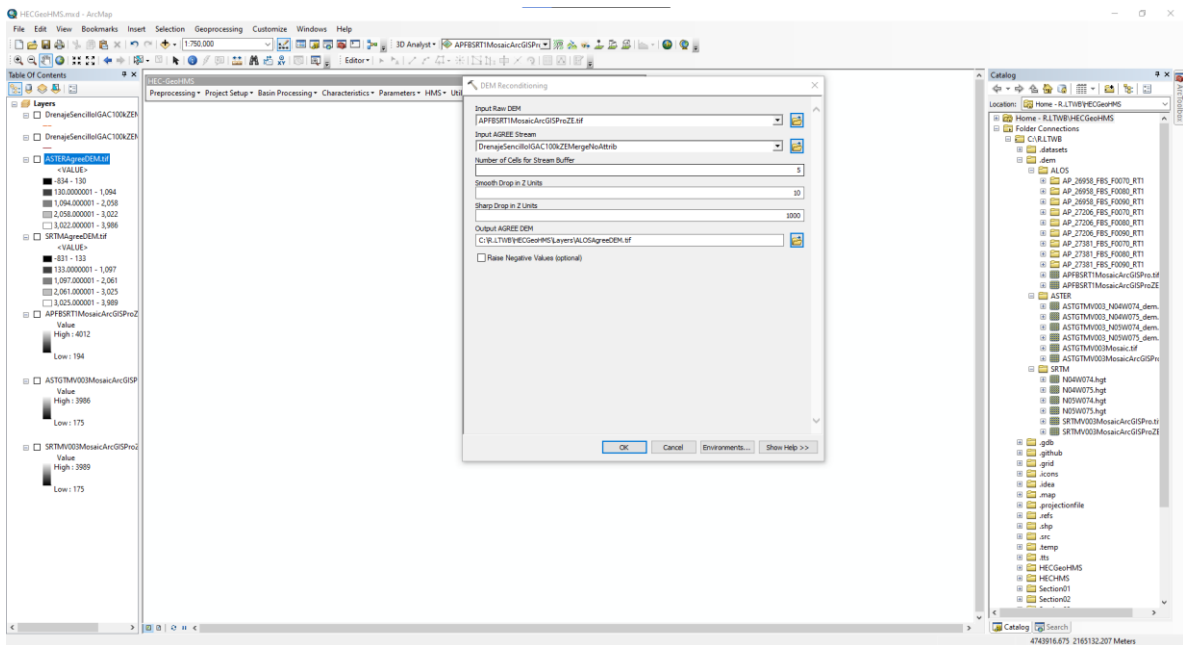 HECGeoHMS.mxd - ArcMap
File Edit View Bookmarks Insert Selection Geoprocessing Customize Windows Help
1:750,000
3D Analyst
APFBSRT1MosaicArcGISPro
Editor
Table Of Contents
Layers
DrenajeSencilloIGAC100kZEM
DrenajeSencilloIGAC100kZEM
ASTERAgreeDEM.tif
<VALUE>
-834 - 130
130.0000001 - 1,094
1,094.000001 - 2,058
2,058.000001 - 3,022
3,022.000001 - 3,986
SRTMAgreeDEM.tif
<VALUE>
-831 - 133
133.0000001 - 1,097
1,097.000001 - 2,061
2,061.000001 - 3,025
3,025.000001 - 3,989
APFBSRT1MosaicArcGISProZ
Value
High : 4012
Low : 194
ASTGTMV003MosaicArcGISP
Value
High : 3986
Low : 175
SRTMV003MosaicArcGISProZ
Value
High : 3989
Low : 175
HEC-GeoHMS
Preprocessing Project Setup Basin Processing Characteristics Parameters HMS Util
DEM Reconditioning
Input Raw DEM
APFBSRT1MosaicArcGISProZE.tif
Input AGREE Stream
DrenajeSencilloIGAC100kZEMergeNoAttrib
Number of Cells for Stream Buffer
5
Smooth Drop in Z Units
10
Sharp Drop in Z Units
1000
Output AGREE DEM
C:\R.LTWB\HECGeoHMS\Layers\ALOSAgreeDEM.tif
Raise Negative Values (optional)
OK Cancel Environments... Show Help >>
Catalog
Location: Home - R.LTWB\HECGeoHMS
Home - R.LTWB\HECGeoHMS
Folder Connections
C:\R.LTWB
.datasets
.dem
ALOS
AP_26958_FBS_F0070_RT1
AP_26958_FBS_F0080_RT1
AP_26958_FBS_F0090_RT1
AP_27206_FBS_F0070_RT1
AP_27206_FBS_F0080_RT1
AP_27206_FBS_F0090_RT1
AP_27381_FBS_F0070_RT1
AP_27381_FBS_F0080_RT1
AP_27381_FBS_F0090_RT1
APFBSRT1MosaicArcGISPro.tif
APFBSRT1MosaicArcGISProZE
ASTER
ASTGTMV003_N04W074_dem.
ASTGTMV003_N04W075_dem.
ASTGTMV003_N05W074_dem.
ASTGTMV003_N05W075_dem.
ASTGTMV003Mosaic.tif
ASTGTMV003MosaicArcGISPro
SRTM
N04W074.hgt
N04W075.hgt
N05W074.hgt
N05W075.hgt
SRTMV003MosaicArcGISPro.ti
SRTMV003MosaicArcGISProZE
.gdb
.github
.grid
.icons
.idea
.map
.projectionfile
.refs
.shp
.src
.temp
.tts
HECGeoHMS
HECHMS
Section01
Section02
Catalog Search
ArcToolbox
4743916.675 2165132.207 Meters